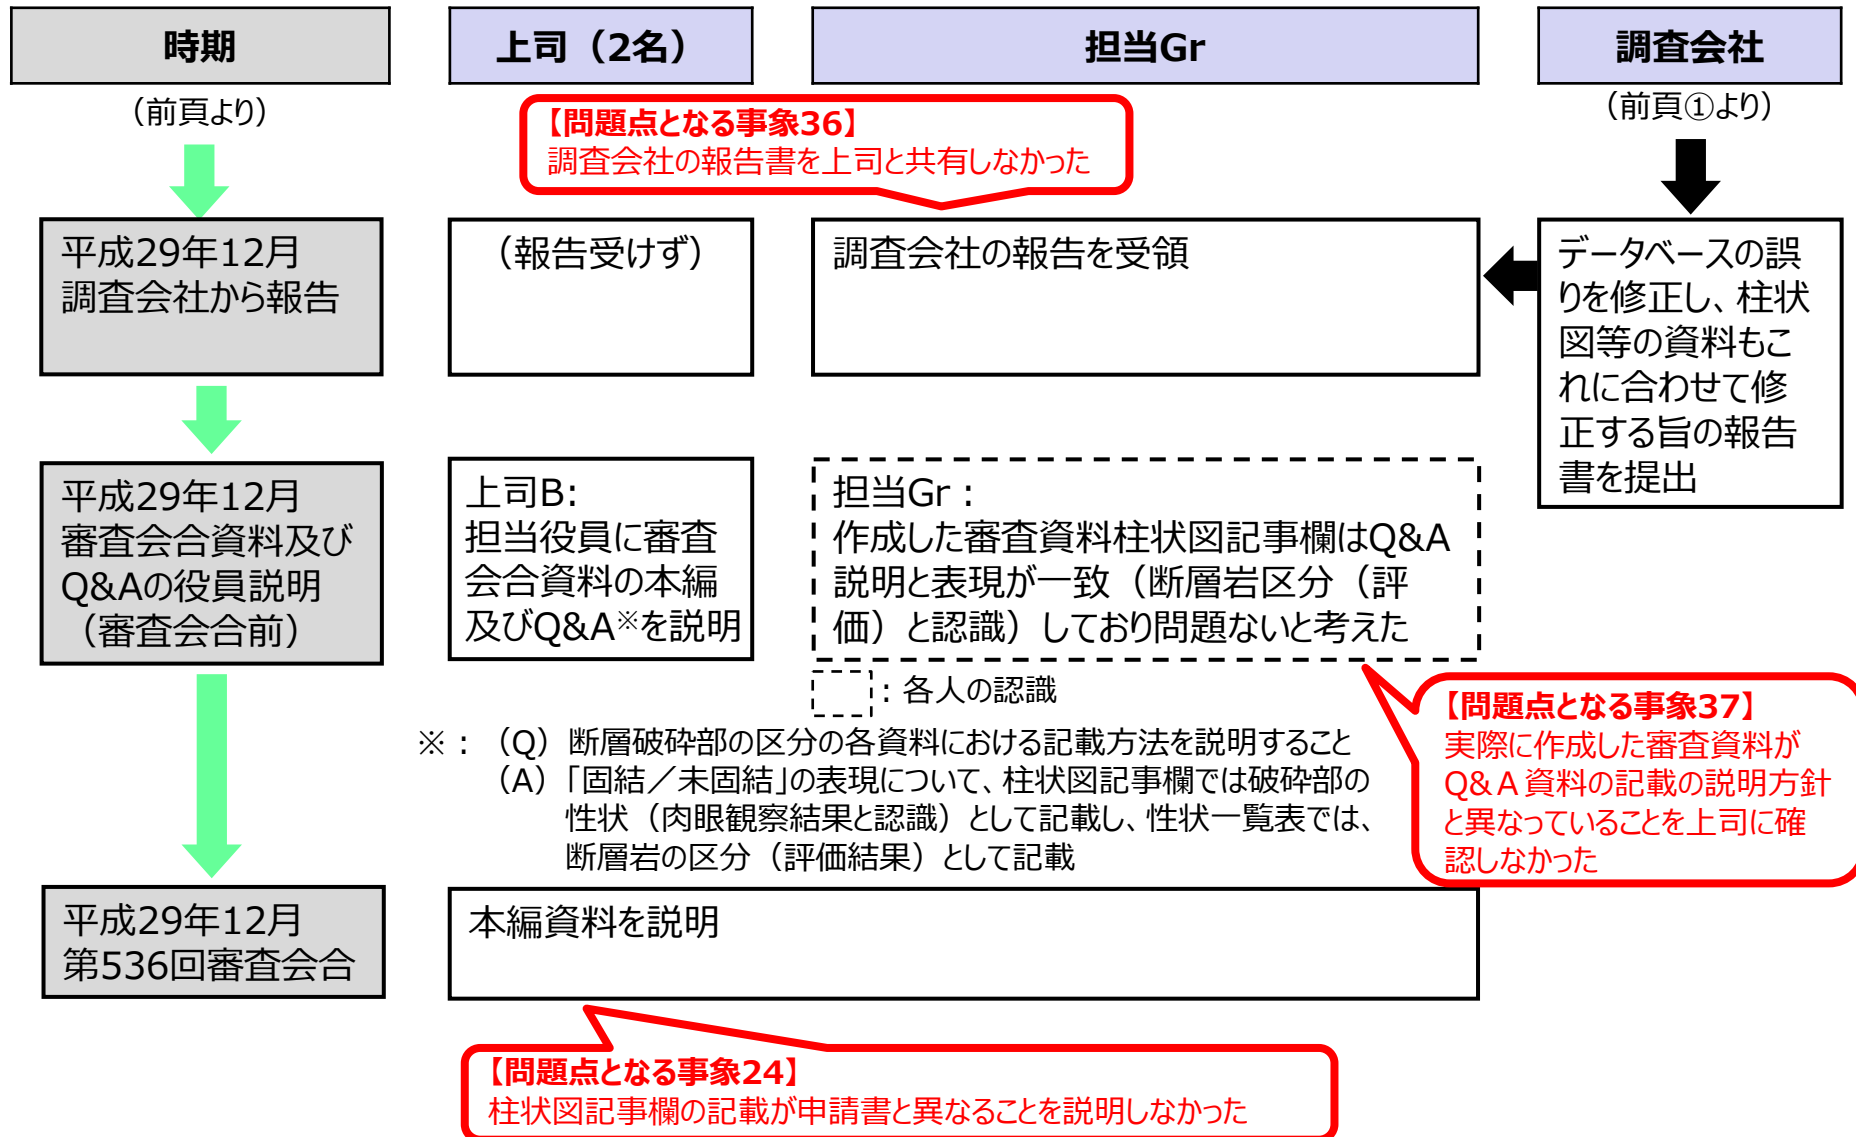 時期
上司（2名）
担当Gr
調査会社
（前頁より）
（前頁①より）
【問題点となる事象36】
調査会社の報告書を上司と共有しなかった
平成29年12月
調査会社から報告
（報告受けず）
調査会社の報告を受領
データベースの誤
りを修正し、柱状
図等の資料もこ
れに合わせて修
正する旨の報告
書を提出
平成29年12月
審査会合資料及び
Q&Aの役員説明
（審査会合前）
上司B:
担当役員に審査
会合資料の本編
及びQ&A※を説明
担当Gr：
作成した審査資料柱状図記事欄はQ&A
説明と表現が一致（断層岩区分（評
価）と認識）しており問題ないと考えた
：各人の認識
【問題点となる事象37】
実際に作成した審査資料が
Q&A資料の記載の説明方針
と異なっていることを上司に確
認しなかった
※：（Q）断層破砕部の区分の各資料における記載方法を説明すること
（A）「固結／未固結」の表現について、柱状図記事欄では破砕部の
性状（肉眼観察結果と認識）として記載し、性状一覧表では、
断層岩の区分（評価結果）として記載
平成29年12月
第536回審査会合
本編資料を説明
【問題点となる事象24】
柱状図記事欄の記載が申請書と異なることを説明しなかった